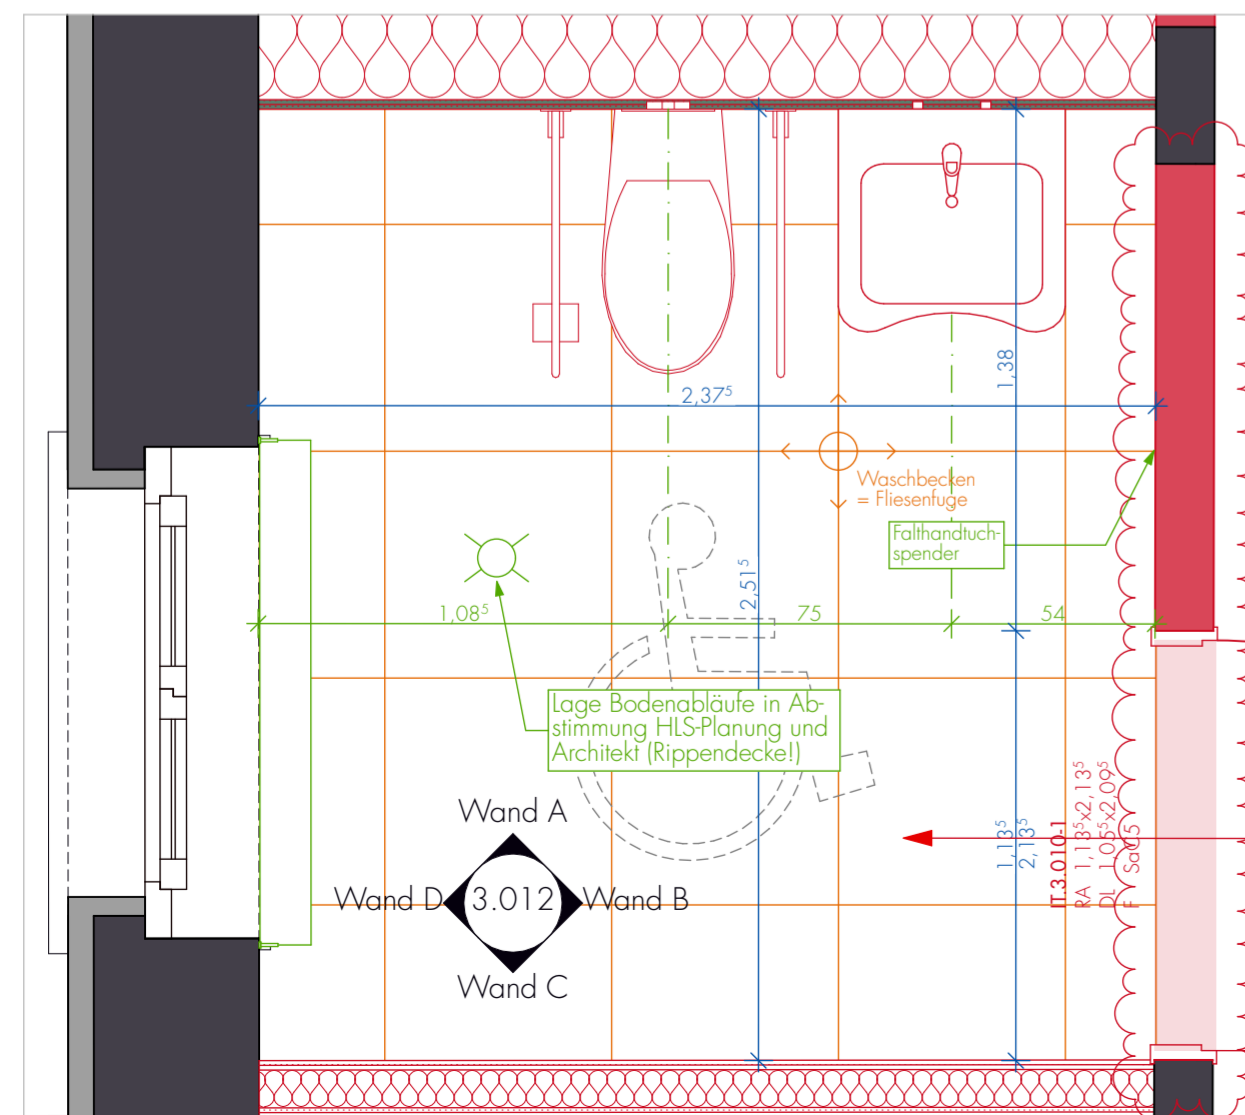 1,38
2,37⁵
Waschbecken
= Fliesenfuge
Falthandtuch-
spender
2,51⁵
1,08⁵
75
54
Lage Bodenabläufe in Ab-
stimmung HLS-Planung und
Architekt (Rippendecke!)
1,13⁵
2,13⁵
IT.3.010-1
RA 1,13⁵x2,13⁵
DL 1,05⁵x2,09⁵
F
Wand A
Wand D
3.012
Wand B
Wand C